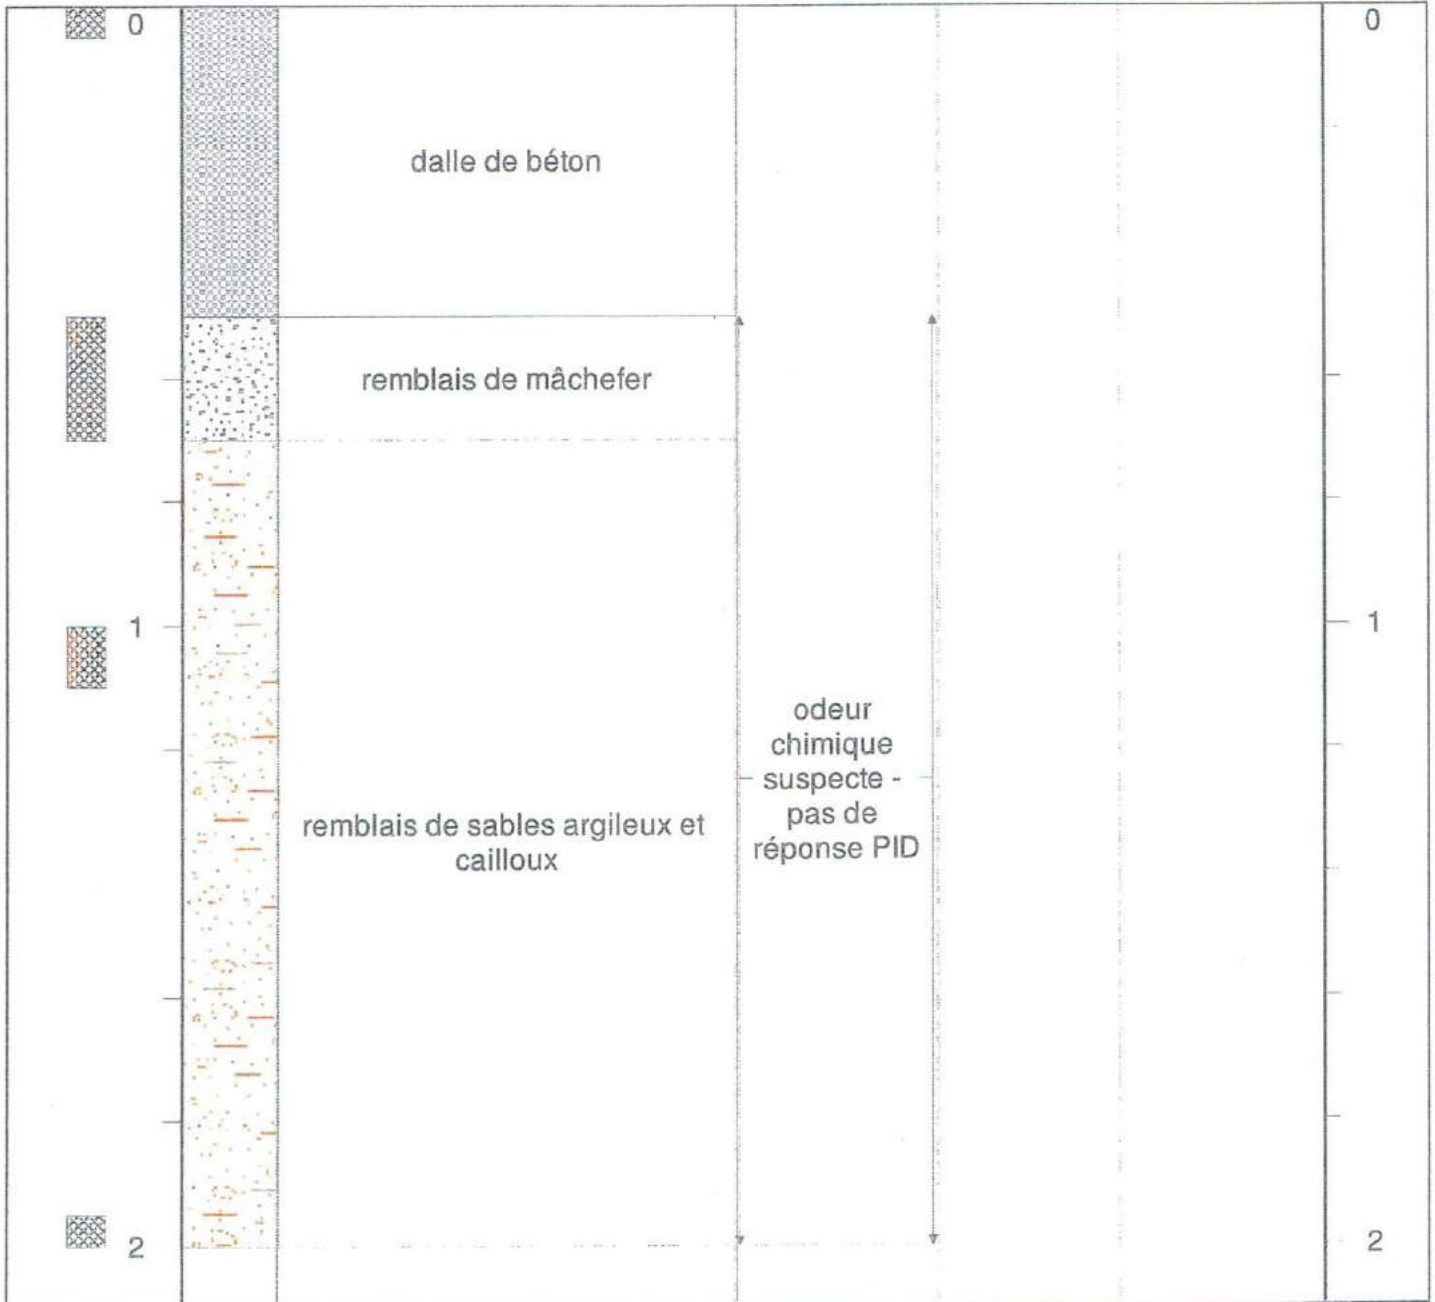 0
0
dalle de béton
remblais de mâchefer
1
1
odeur
chimique
suspecte -
pas de
réponse PID
remblais de sables argileux et
cailloux
2
2